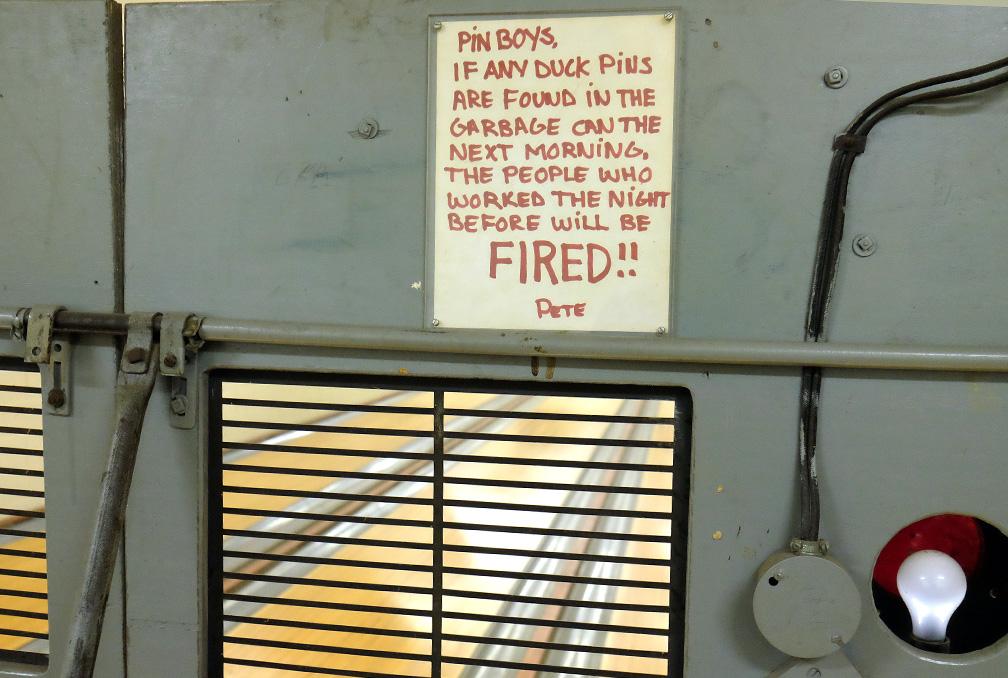 PiN BOYS,
IF ANY DUCK PiNS
ARE FOUND IN THE
GARBAGE CAN THE
NEXT MORNiNG,
THE PEOPLE WHO
WORKED THE NIGHT
BEFORE WiLL BE
FIRED!!
PETE